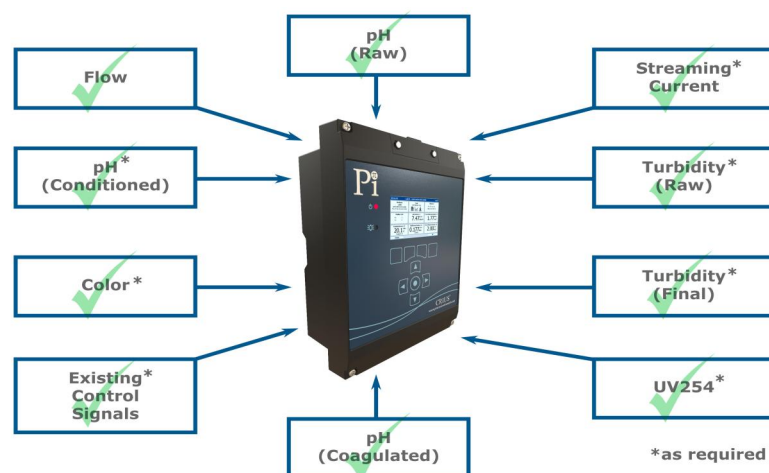 pH
(Raw)
Flow
Streaming*
Current
pH*
(Conditioned)
Turbidity*
(Raw)
Color*
Turbidity*
(Final)
Existing*
Control
Signals
UV254*
pH
(Coagulated)
*as required
Pi
CRIUS